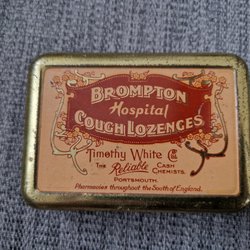 BROMPTON
Hospital
COUGH LOZENGES
Timothy White Co
THE Reliable CASH
CHEMISTS.
PORTSMOUTH.
Pharmacies throughout the South of England.